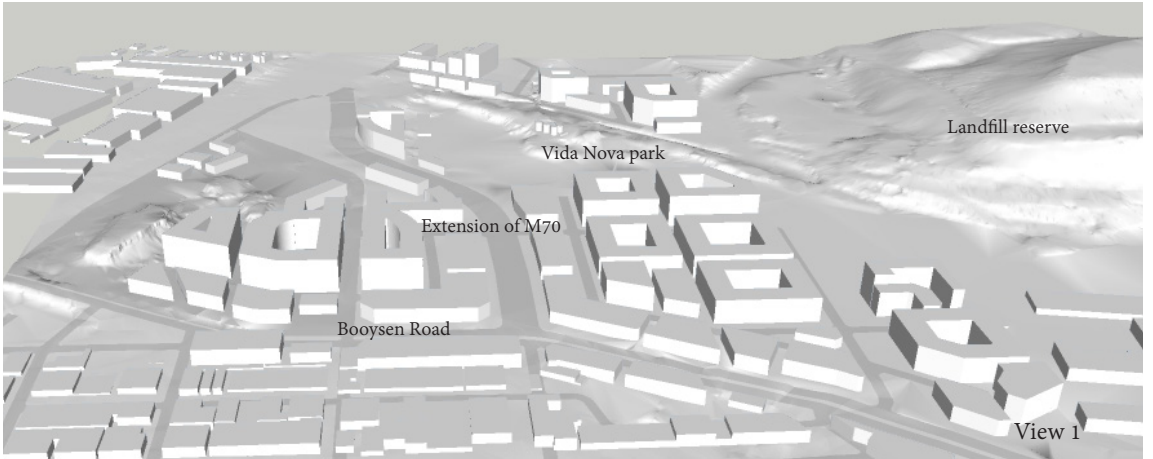 Landfill reserve
Vida Nova park
Extension of M70
Booysen Road
View 1